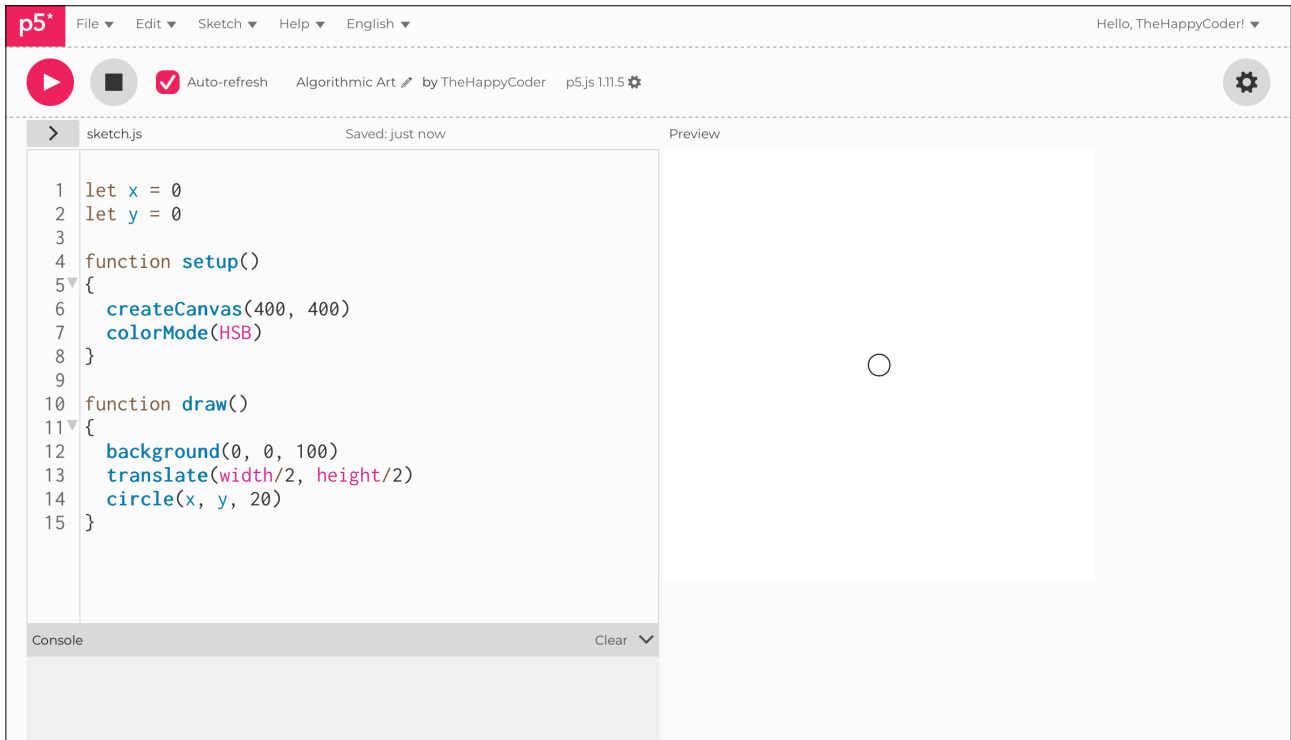 p5* File Edit Sketch Help English Hello, TheHappyCoder!
Auto-refresh Algorithmic Art by TheHappyCoder p5.js 1.11.5
sketch.js Saved: just now Preview
1 let x = 0
2 let y = 0
3
4 function setup()
5 {
6 createCanvas(400, 400)
7 colorMode(HSB)
8 }
9
10 function draw()
11 {
12 background(0, 0, 100)
13 translate(width/2, height/2)
14 circle(x, y, 20)
15 }
Console Clear